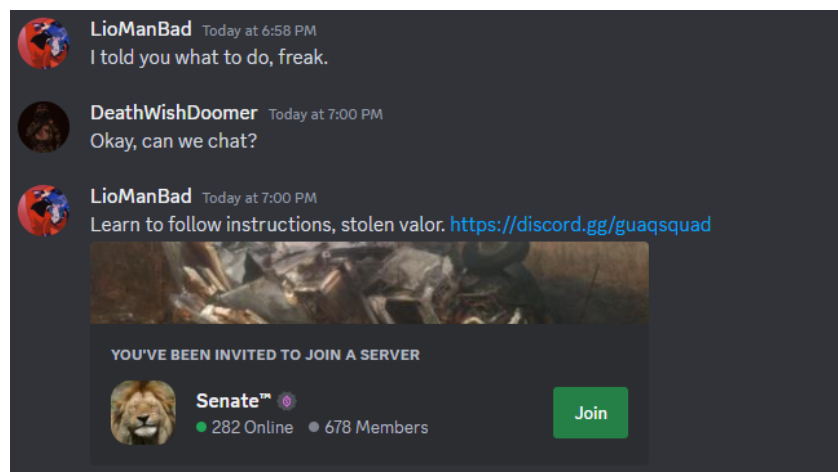 LioManBad Today at 6:58 PM
I told you what to do, freak.
DeathWishDoomer Today at 7:00 PM
Okay, can we chat?
LioManBad Today at 7:00 PM
Learn to follow instructions, stolen valor. https://discord.gg/guaqsquad
YOU'VE BEEN INVITED TO JOIN A SERVER
Senate™
282 Online 678 Members
Join